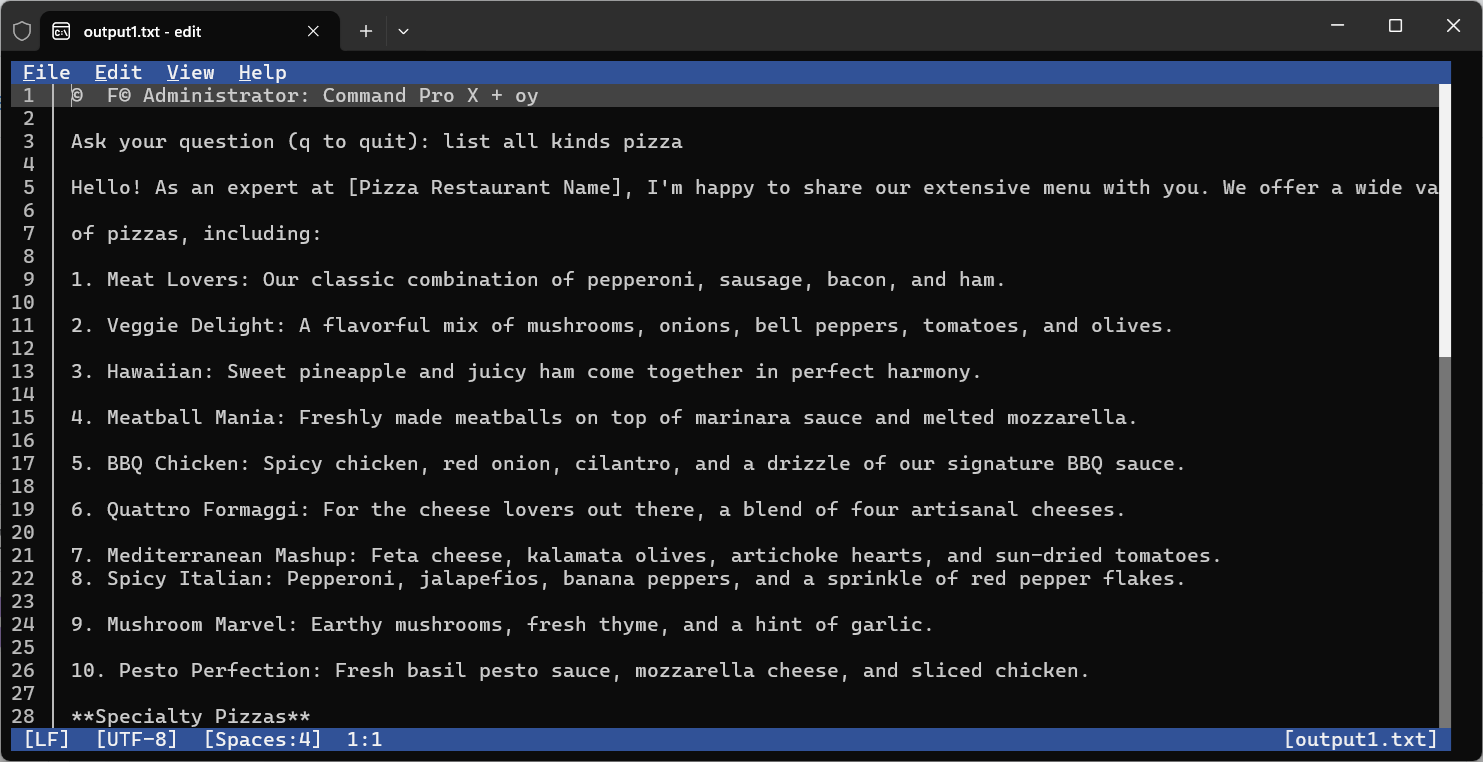 output1.txt - edit
File Edit View Help
1 © F© Administrator: Command Pro X + oy
2
3 Ask your question (q to quit): list all kinds pizza
4
5 Hello! As an expert at [Pizza Restaurant Name], I'm happy to share our extensive menu with you. We offer a wide va
6
7 of pizzas, including:
8
9 1. Meat Lovers: Our classic combination of pepperoni, sausage, bacon, and ham.
10
11 2. Veggie Delight: A flavorful mix of mushrooms, onions, bell peppers, tomatoes, and olives.
12
13 3. Hawaiian: Sweet pineapple and juicy ham come together in perfect harmony.
14
15 4. Meatball Mania: Freshly made meatballs on top of marinara sauce and melted mozzarella.
16
17 5. BBQ Chicken: Spicy chicken, red onion, cilantro, and a drizzle of our signature BBQ sauce.
18
19 6. Quattro Formaggi: For the cheese lovers out there, a blend of four artisanal cheeses.
20
21 7. Mediterranean Mashup: Feta cheese, kalamata olives, artichoke hearts, and sun-dried tomatoes.
22 8. Spicy Italian: Pepperoni, jalapefios, banana peppers, and a sprinkle of red pepper flakes.
23
24 9. Mushroom Marvel: Earthy mushrooms, fresh thyme, and a hint of garlic.
25
26 10. Pesto Perfection: Fresh basil pesto sauce, mozzarella cheese, and sliced chicken.
27
28 **Specialty Pizzas**
[LF] [UTF-8] [Spaces:4] 1:1 [output1.txt]